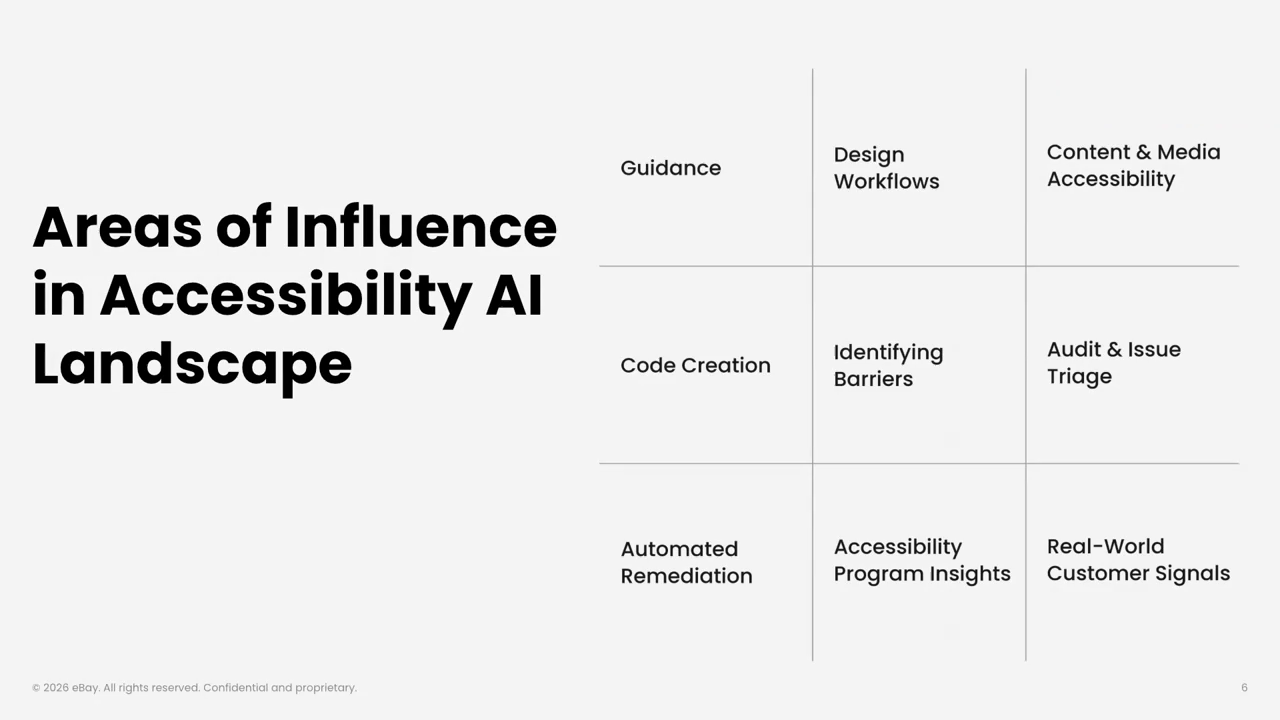 Areas of Influence
in Accessibility AI
Landscape
Guidance
Design
Workflows
Content & Media
Accessibility
Code Creation
Identifying
Barriers
Audit & Issue
Triage
Automated
Remediation
Accessibility
Program Insights
Real-World
Customer Signals
© 2026 eBay. All rights reserved. Confidential and proprietary.
6